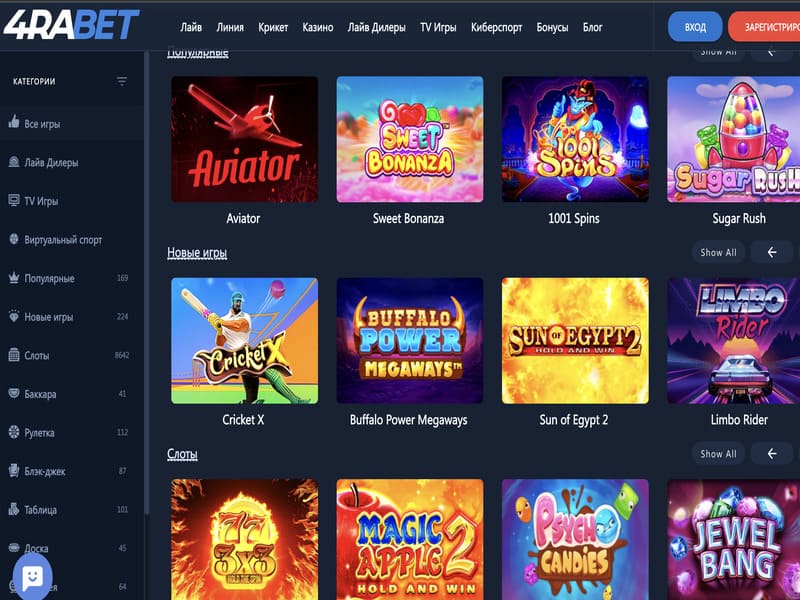 4RABET
Лайв Линия Крикет Казино Лайв Дилеры TV Игры Киберспорт Бонусы Блог
ВХОД
ЗАРЕГИСТРИРО
КАТЕГОРИИ
Все игры
Лайв Дилеры
TV Игры
Виртуальный спорт
Популярные 169
Новые игры 224
Слоты 8642
Баккара 41
Рулетка 112
Блэк-джек 87
Таблица 101
Доска 45
64
Популярные
Show All
Aviator
SWEET
BONANZA
1001
Spins
Sugar RUSH
Aviator
Sweet Bonanza
1001 Spins
Sugar Rush
Новые игры
Show All
CricketX
BUFFALO
POWER
MEGAWAYS™
SUN OF EGYPT 2
HOLD AND WIN
LIMBO
Rider
Cricket X
Buffalo Power Megaways
Sun of Egypt 2
Limbo Rider
Слоты
Show All
77
3x3
HOLD THE SPIN
MAGIC
APPLE 2
HOLD AND WIN
PSYCHO
CANDIES
JEWEL
BANG